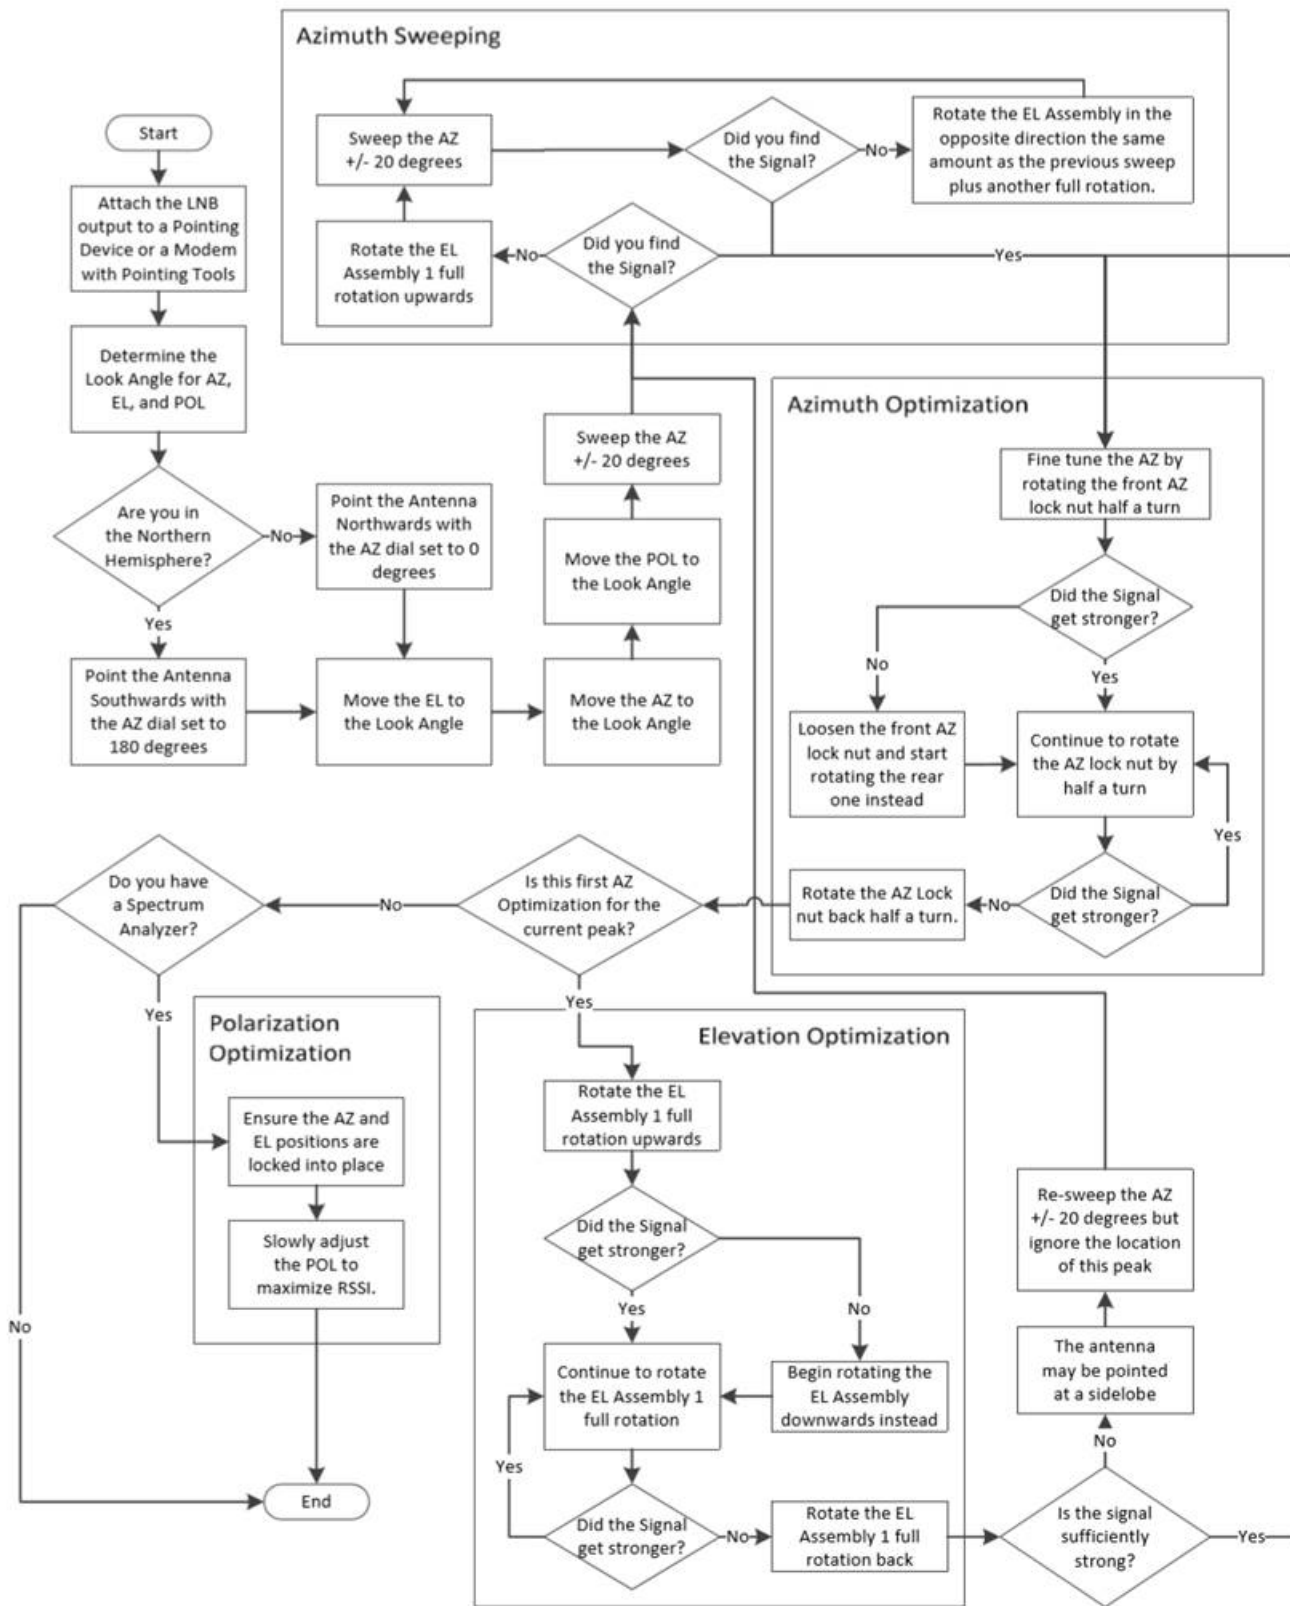 Azimuth Sweeping
Start
Attach the LNB
output to a Pointing
Device or a Modem
with Pointing Tools
Determine the
Look Angle for AZ,
EL, and POL
Are you in
the Northern
Hemisphere?
No
Yes
Point the Antenna
Northwards with
the AZ dial set to 0
degrees
Point the Antenna
Southwards with
the AZ dial set to
180 degrees
Move the EL to
the Look Angle
Move the AZ to
the Look Angle
Move the POL to
the Look Angle
Sweep the AZ
+/- 20 degrees
Did you find
the Signal?
No
Yes
Rotate the EL
Assembly 1 full
rotation upwards
Sweep the AZ
+/- 20 degrees
Did you find
the Signal?
No
Rotate the EL Assembly in the
opposite direction the same
amount as the previous sweep
plus another full rotation.
Azimuth Optimization
Fine tune the AZ by
rotating the front AZ
lock nut half a turn
Did the Signal
get stronger?
No
Yes
Loosen the front AZ
lock nut and start
rotating the rear
one instead
Continue to rotate
the AZ lock nut by
half a turn
Yes
Did the Signal
get stronger?
No
Rotate the AZ Lock
nut back half a turn.
Is this first AZ
Optimization for the
current peak?
No
Yes
Do you have
a Spectrum
Analyzer?
Yes
No
Polarization
Optimization
Ensure the AZ and
EL positions are
locked into place
Slowly adjust
the POL to
maximize RSSI.
End
Elevation Optimization
Rotate the EL
Assembly 1 full
rotation upwards
Did the Signal
get stronger?
Yes
No
Continue to rotate
the EL Assembly 1
full rotation
Begin rotating the
EL Assembly
downwards instead
Yes
Did the Signal
get stronger?
No
Rotate the EL
Assembly 1 full
rotation back
Is the signal
sufficiently
strong?
Yes
No
The antenna
may be pointed
at a sidelobe
Re-sweep the AZ
+/- 20 degrees but
ignore the location
of this peak